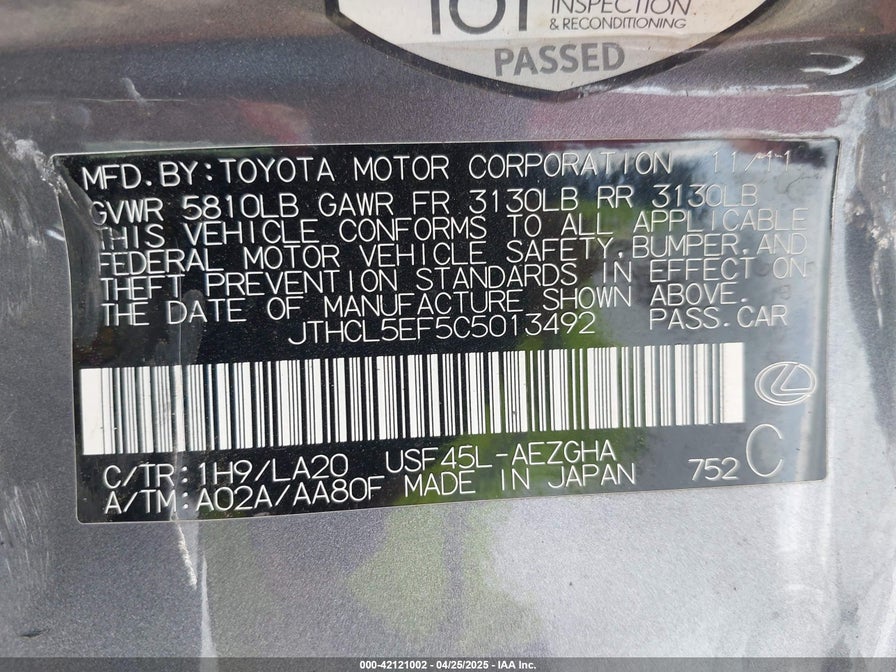 INSPECTION
& RECONDITIONING
PASSED
MFD. BY: TOYOTA MOTOR CORPORATION 11/11
GVWR 5810LB GAWR FR 3130LB RR 3130LB
THIS VEHICLE CONFORMS TO ALL APPLICABLE
FEDERAL MOTOR VEHICLE SAFETY, BUMPER, AND
THEFT PREVENTION STANDARDS IN EFFECT ON
THE DATE OF MANUFACTURE SHOWN ABOVE.
JTHCL5EF5C5013492 PASS. CAR
C/TR: 1H9/LA20 USF45L-AEZGHA
A/TM: A02A/AA80F MADE IN JAPAN 752 C
000-42121002 - 04/25/2025 - IAA Inc.